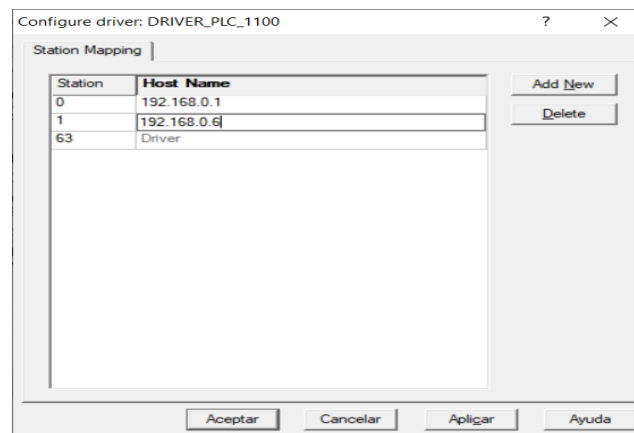 Configure driver: DRIVER_PLC_1100 ? ×
Station Mapping
Station Host Name
0 192.168.0.1
1 192.168.0.6
63 Driver
Add New
Delete
Aceptar Cancelar Aplicar Ayuda